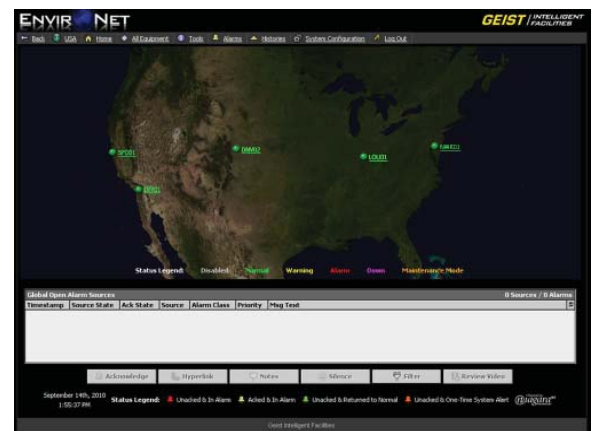 ENVIR NET
GEIST / INTELLIGENT FACILITIES
Back USA Home All Equipment Tools Alarms Histories System Configuration Log Out
SFO01
DEN02
LOU01
Status Legend: Disabled Normal Warning Alarm Down Maintenance Mode
Global Open Alarm Sources 0 Sources / 0 Alarms
Timestamp Source State Ack State Source Alarm Class Priority Msg Text
Acknowledge Hyperlink Notes Silence Filter Review Video
September 14th, 2010
1:55:37 PM
Status Legend: Unacked & In Alarm Acked & In Alarm Unacked & Returned to Normal Unacked & One-Time System Alert niagara
Geist Intelligent Facilities